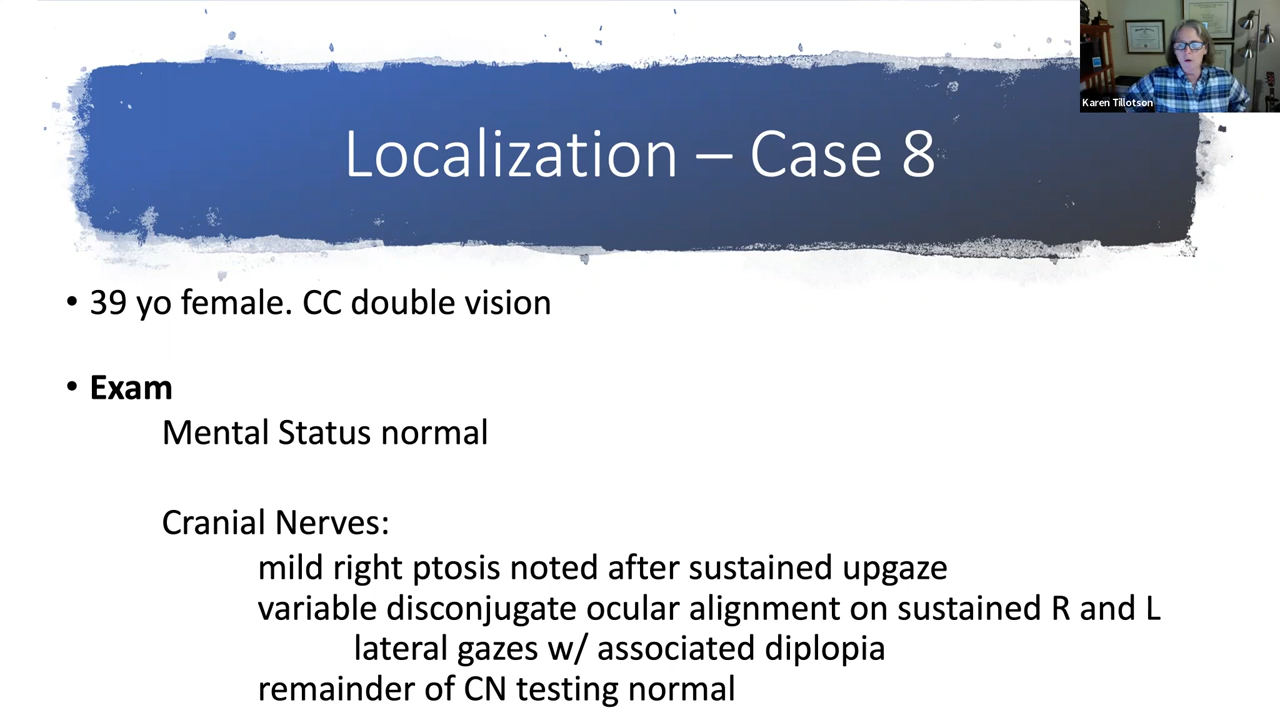 Karen Tillotson
Localization – Case 8
• 39 yo female. CC double vision
• Exam
Mental Status normal
Cranial Nerves:
mild right ptosis noted after sustained upgaze
variable disconjugate ocular alignment on sustained R and L
lateral gazes w/ associated diplopia
remainder of CN testing normal